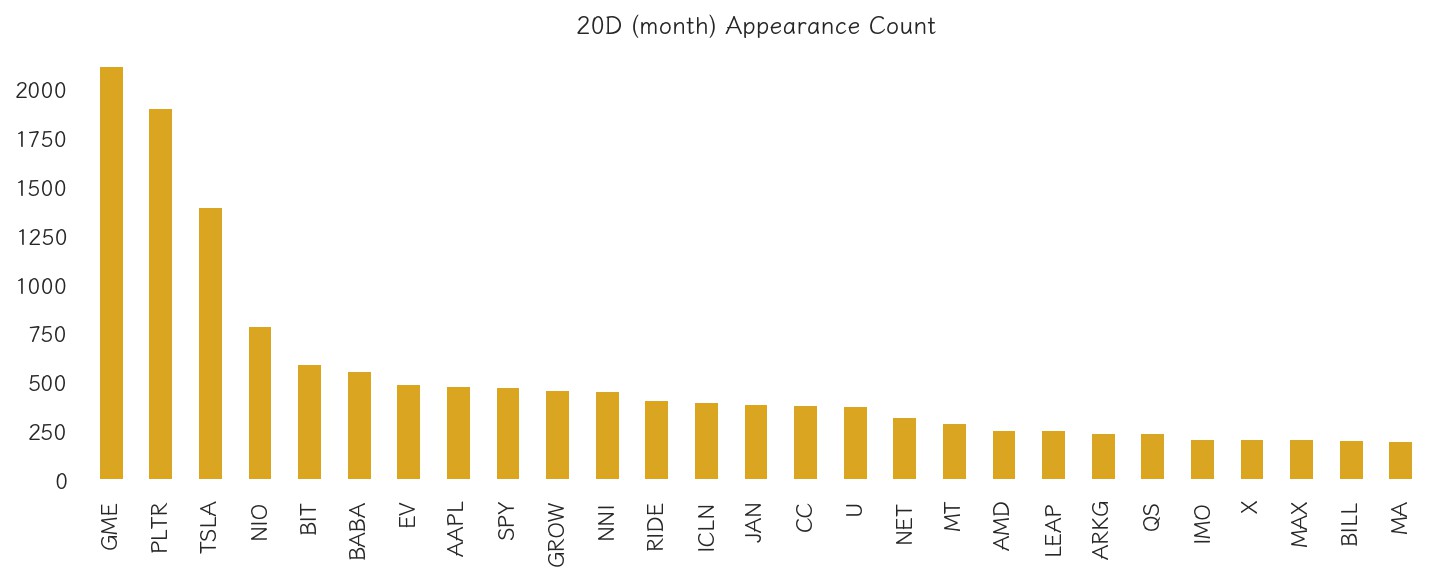 20D (month) Appearance Count
2000
1750
1500
1250
1000
750
500
250
0
GME
PLTR
TSLA
NIO
BIT
BABA
EV
AAPL
SPY
GROW
NNI
RIDE
ICLN
JAN
CC
U
NET
MT
AMD
LEAP
ARKG
QS
IMO
X
MAX
BILL
MA